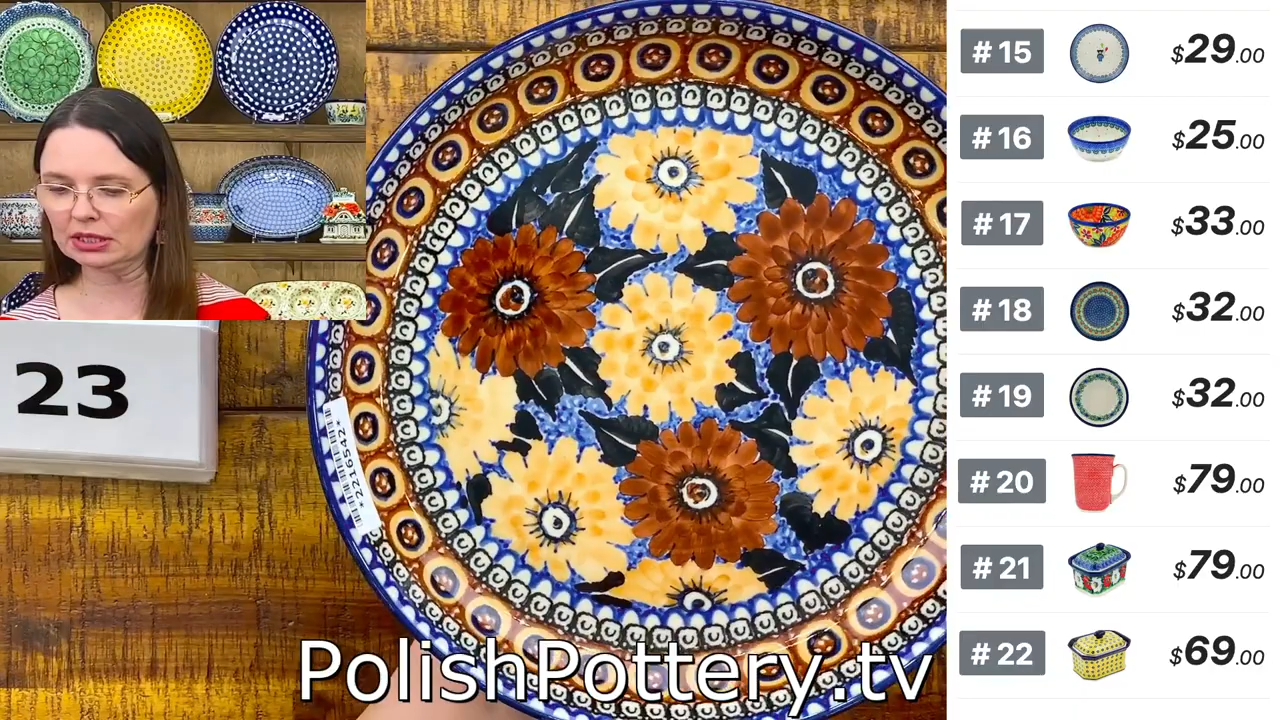 23
*2216542*
PolishPottery.tv
# 15 $29.00
# 16 $25.00
# 17 $33.00
# 18 $32.00
# 19 $32.00
# 20 $79.00
# 21 $79.00
# 22 $69.00